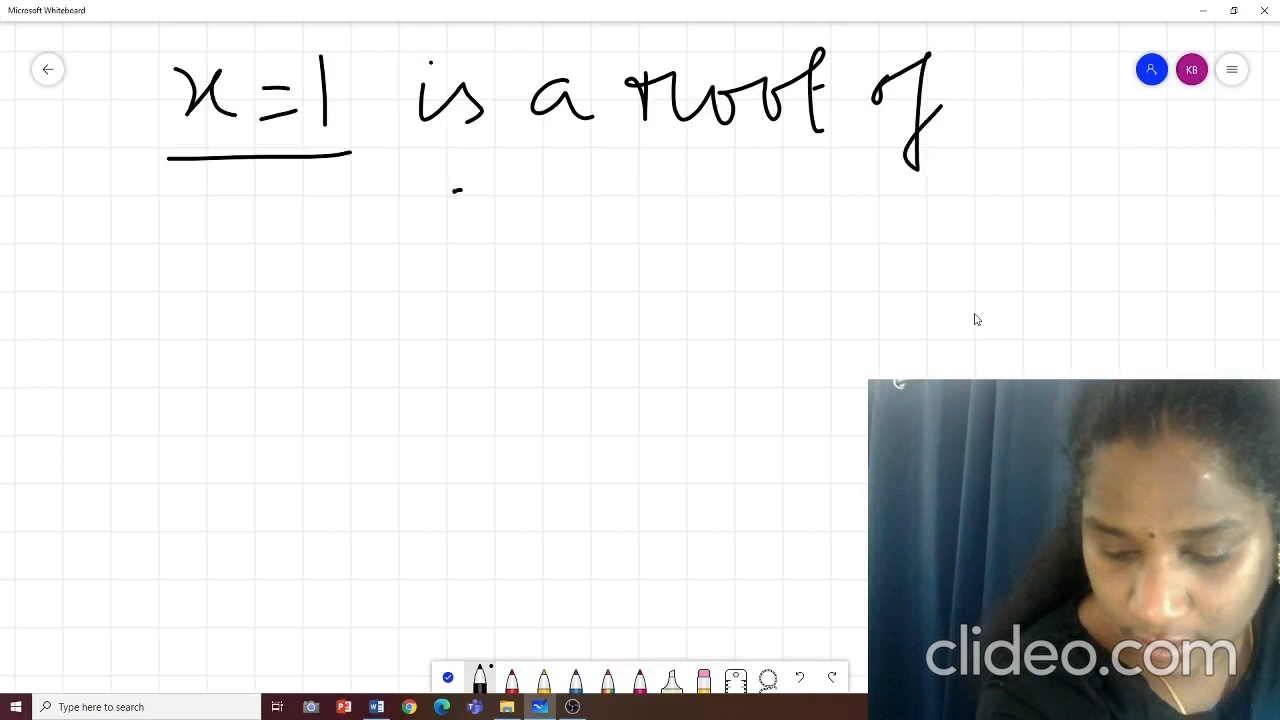 Microsoft Whiteboard
x=1 is a root of
KB
clideo.com
Type here to search